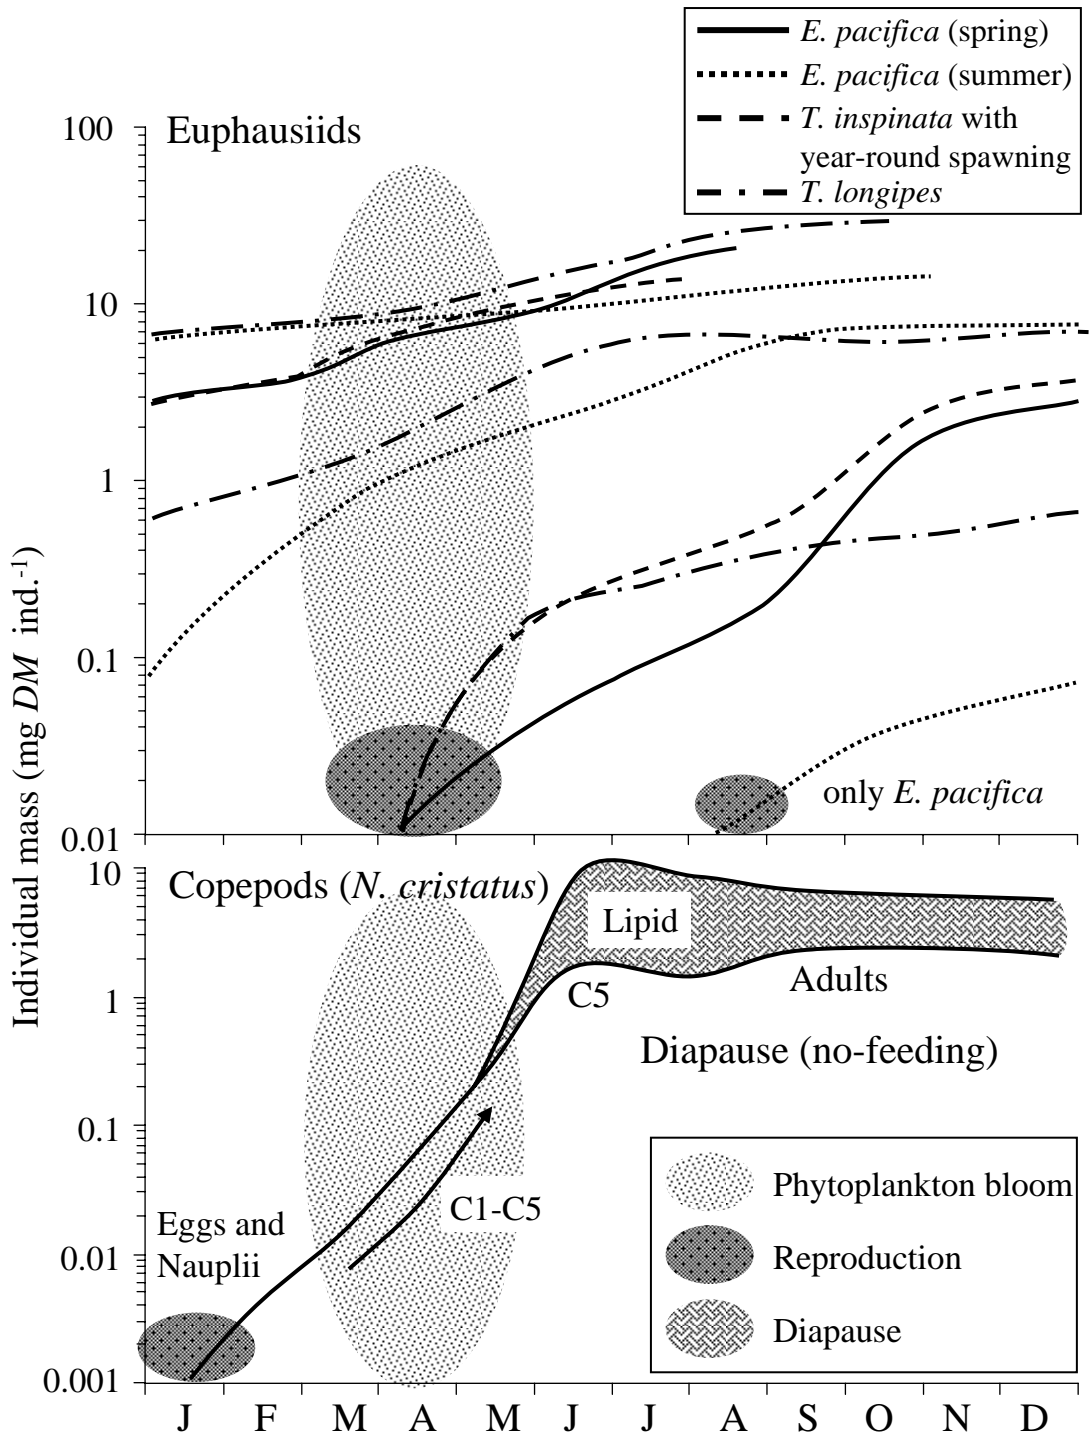 E. pacifica (spring)
E. pacifica (summer)
T. inspinata with
year-round spawning
T. longipes
Euphausiids
100
10
1
0.1
0.01
only E. pacifica
Individual mass (mg DM ind.-1)
Copepods (N. cristatus)
10
1
0.1
0.01
0.001
Lipid
C5
Adults
Diapause (no-feeding)
C1-C5
Eggs and
Nauplii
Phytoplankton bloom
Reproduction
Diapause
J F M A M J J A S O N D